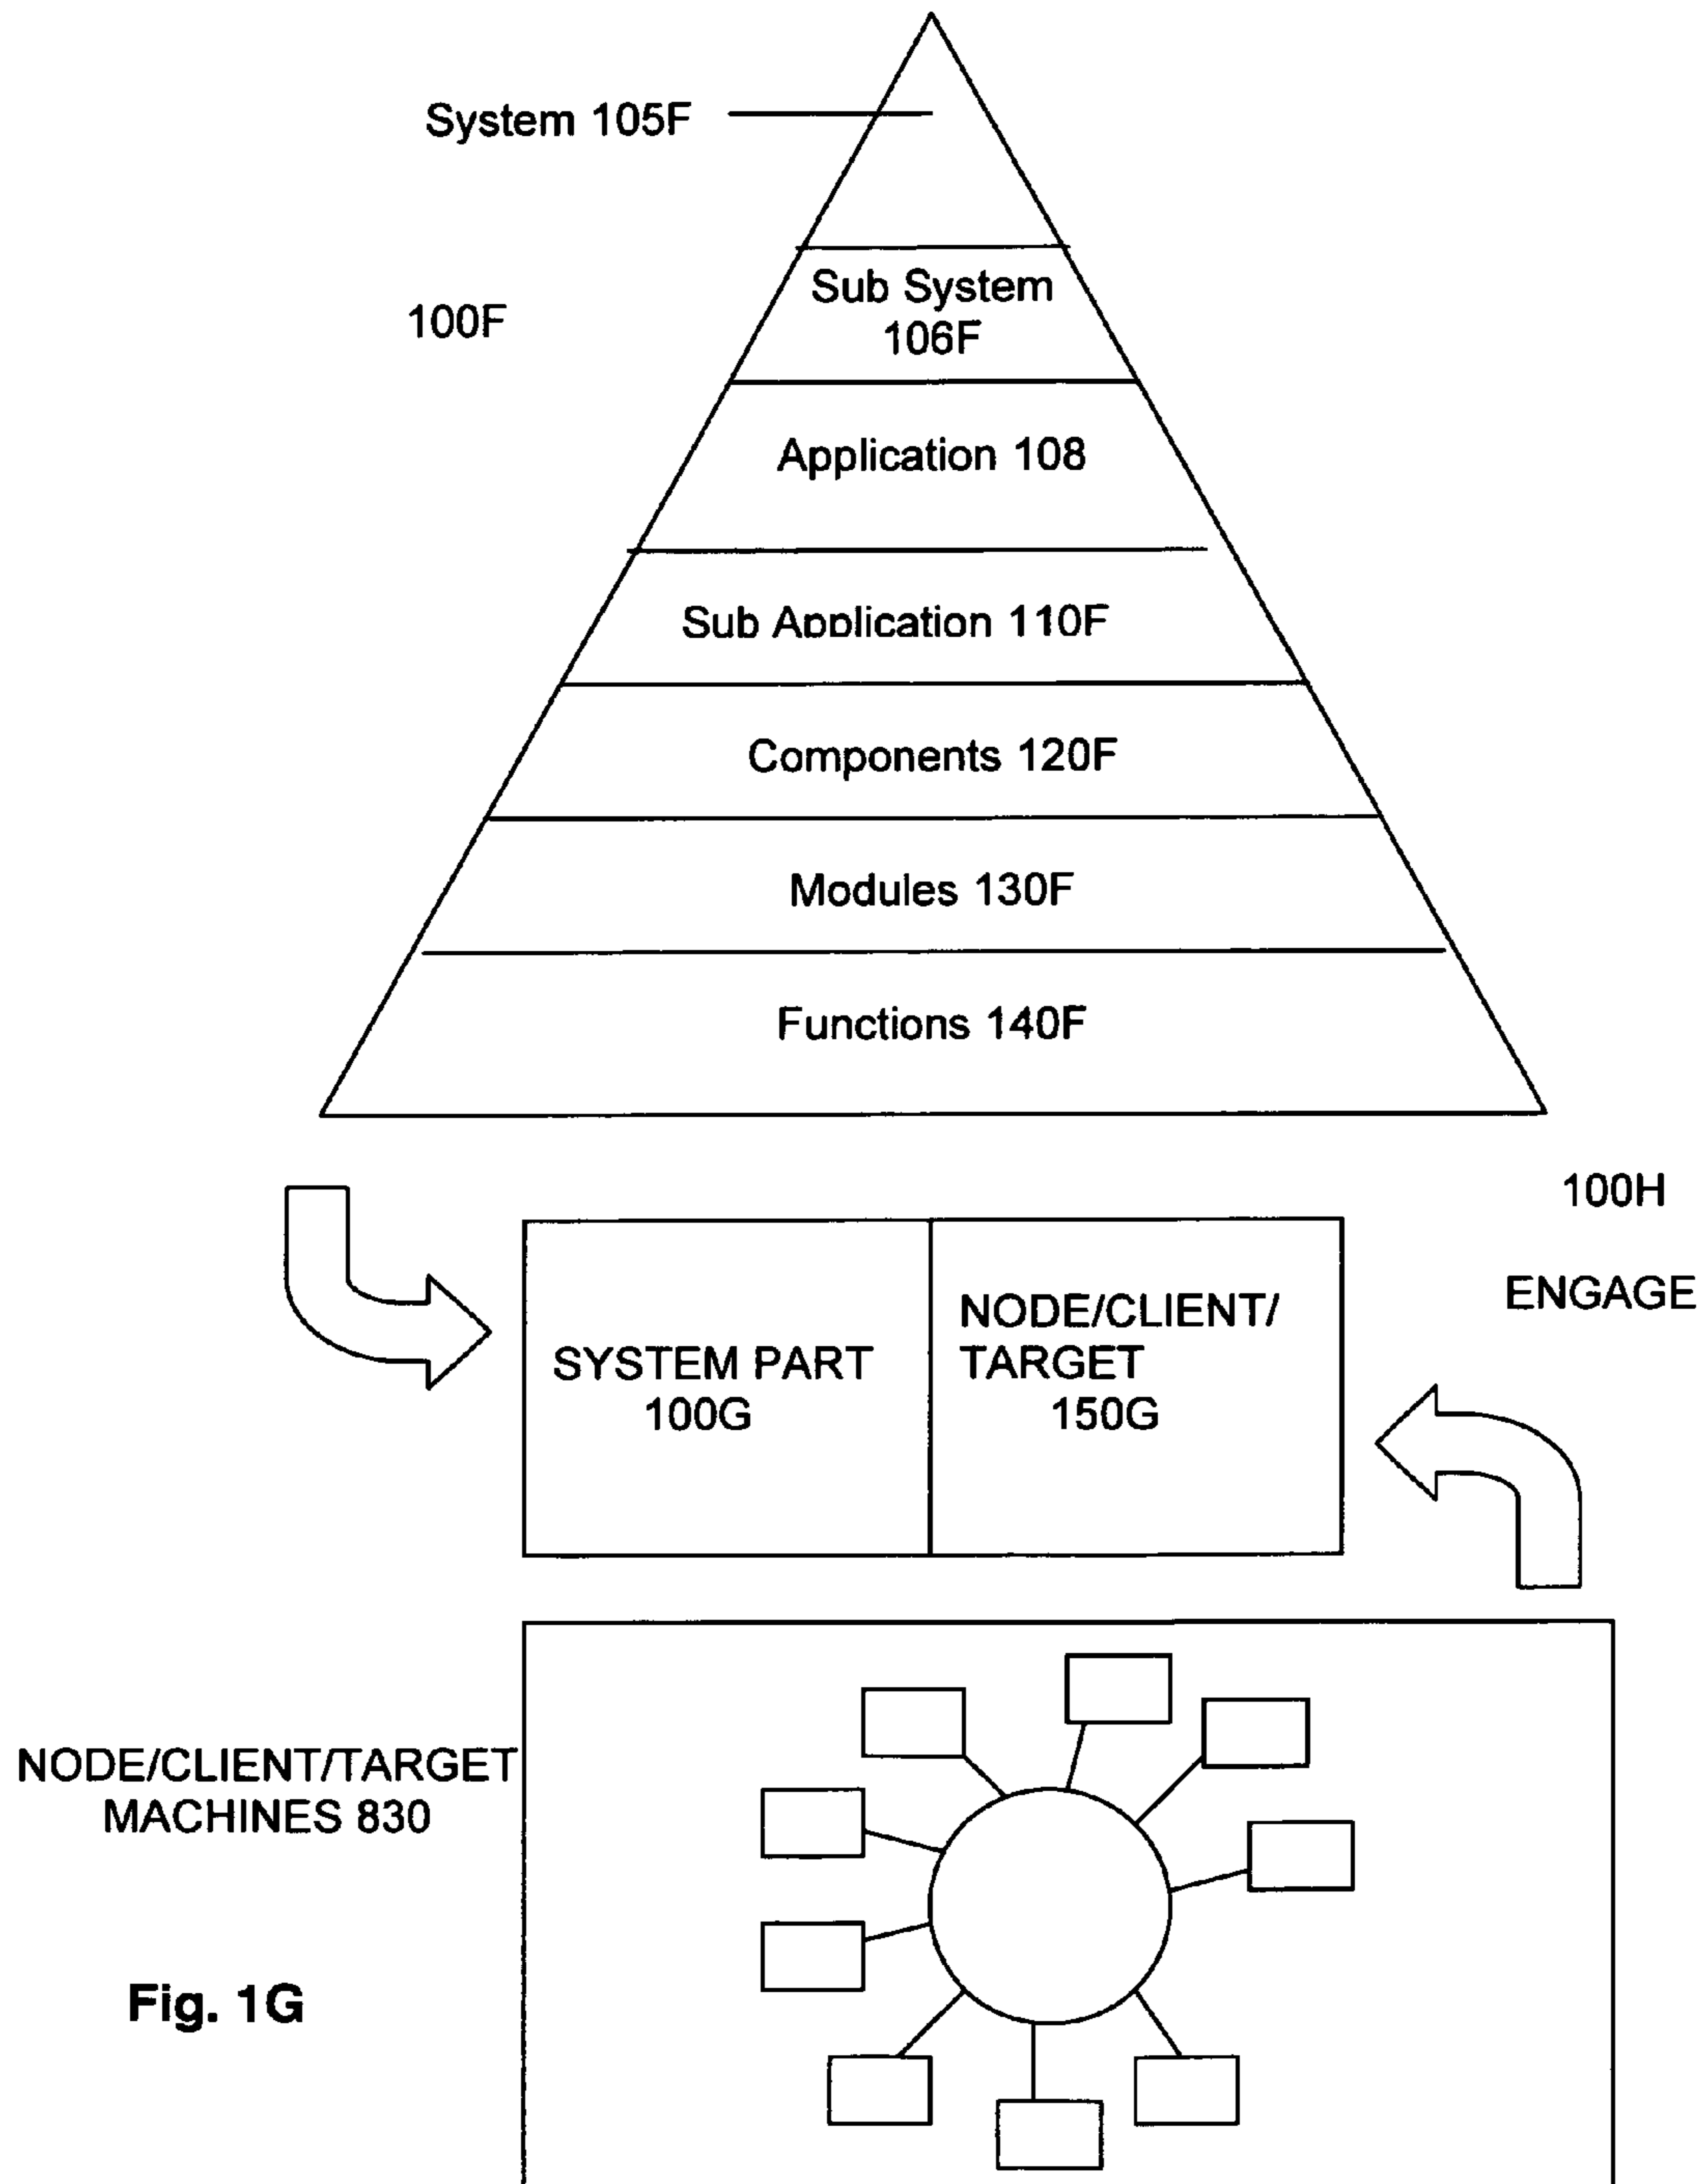 System 105F
100F
Sub System
106F
Application 108
Sub Application 110F
Components 120F
Modules 130F
Functions 140F
100H
ENGAGE
SYSTEM PART
100G
NODE/CLIENT/
TARGET
150G
NODE/CLIENT/TARGET
MACHINES 830
Fig. 1G